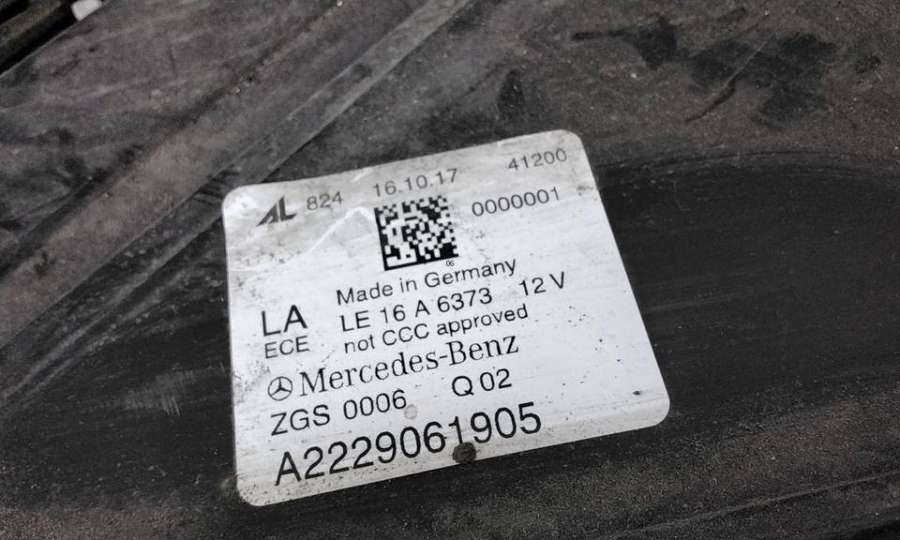 AL 824 16.10.17 41200
0000001
06
Made in Germany
LA LE 16 A 6373 12 V
ECE not CCC approved
Mercedes-Benz
ZGS 0006 Q 02
A2229061905